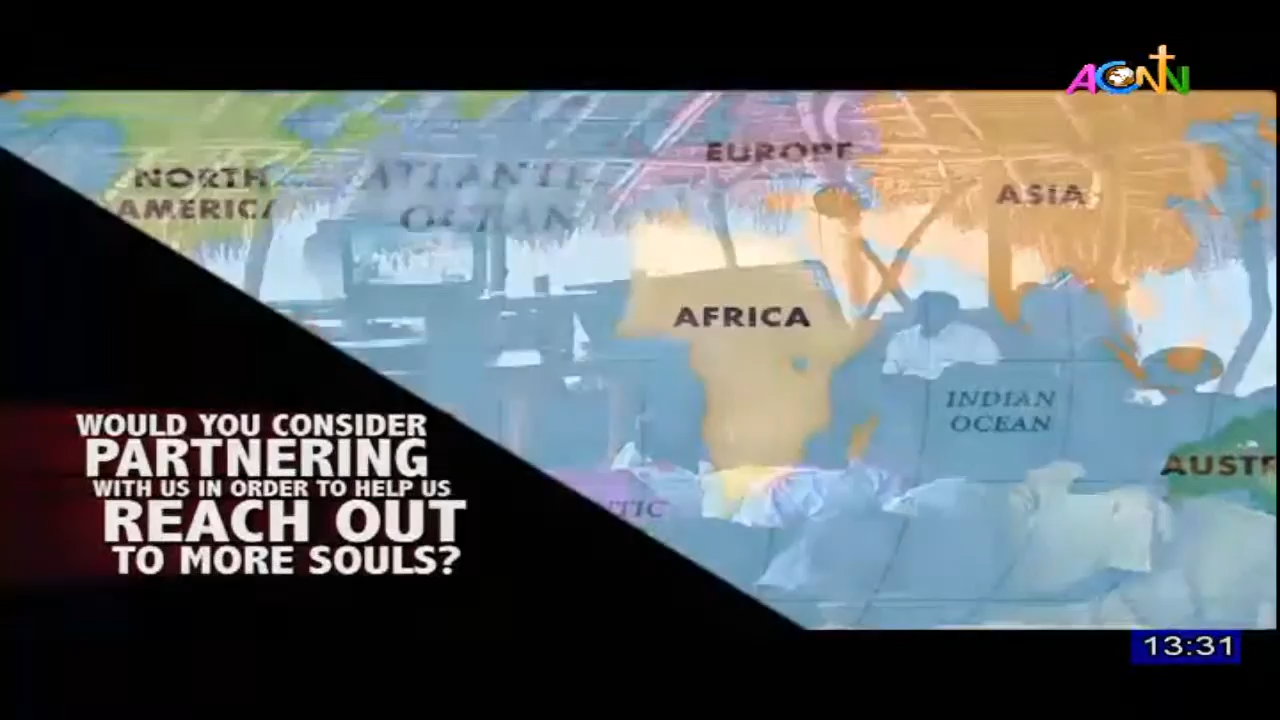 ACNN
NORTH
AMERICA
ATLANTIC
OCEAN
EUROPE
ASIA
AFRICA
INDIAN
OCEAN
AUSTR
NTIC
WOULD YOU CONSIDER
PARTNERING
WITH US IN ORDER TO HELP US
REACH OUT
TO MORE SOULS?
13:31